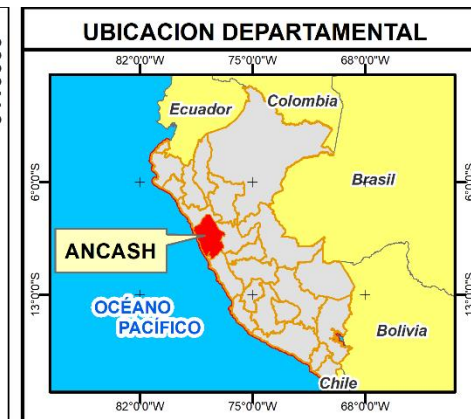 UBICACION DEPARTAMENTAL
82°0'0"W 75°0'0"W 68°0'0"W
Ecuador
Colombia
6°0'0"S 6°0'0"S
Brasil
ANCASH
13°0'0"S 13°0'0"S
OCÉANO
PACÍFICO
Bolivia
Chile
82°0'0"W 75°0'0"W 68°0'0"W